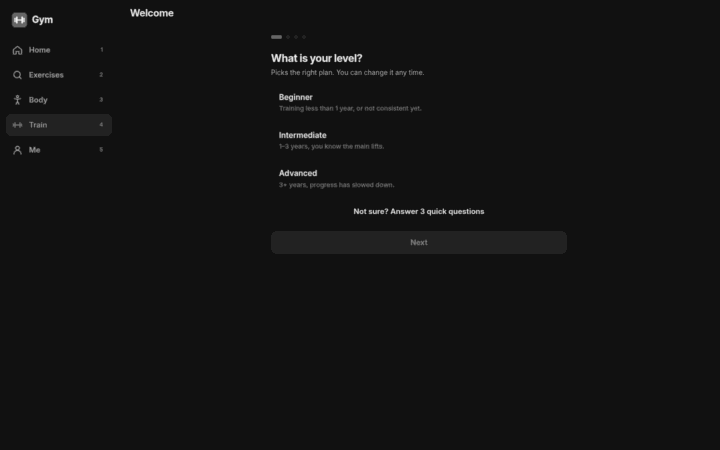 Gym
Home 1
Exercises 2
Body 3
Train 4
Me 5
Welcome
What is your level?
Picks the right plan. You can change it any time.
Beginner
Training less than 1 year, or not consistent yet.
Intermediate
1–3 years, you know the main lifts.
Advanced
3+ years, progress has slowed down.
Not sure? Answer 3 quick questions
Next